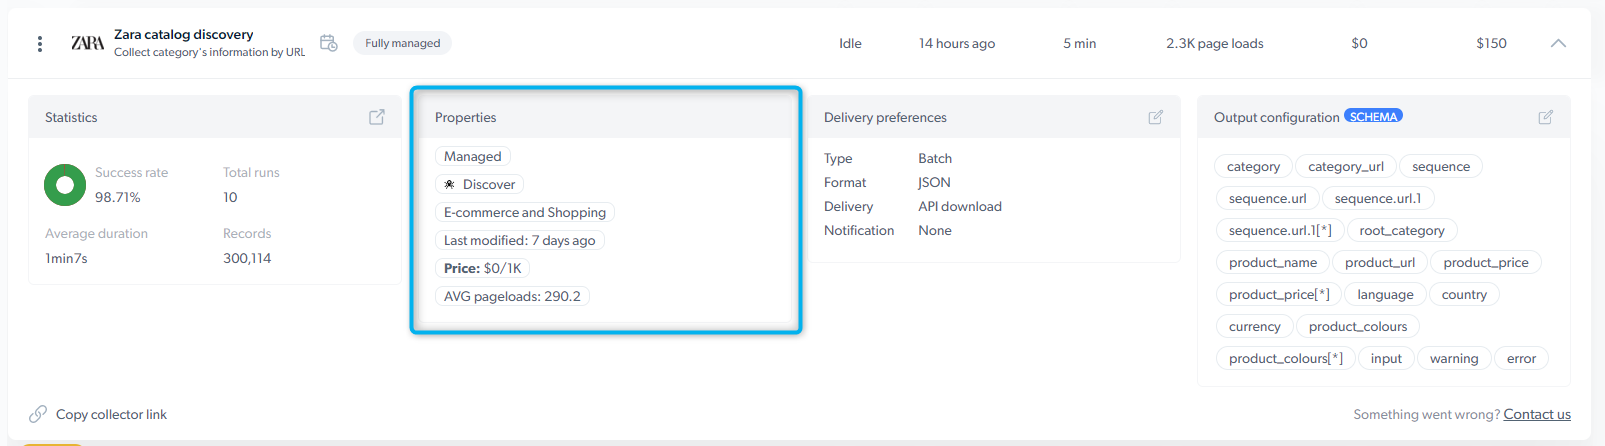 ZARA Zara catalog discovery
Collect category's information by URL
Fully managed
Idle 14 hours ago 5 min 2.3K page loads $0 $150
Statistics
Success rate Total runs
98.71% 10
Average duration Records
1min7s 300,114
Properties
Managed
Discover
E-commerce and Shopping
Last modified: 7 days ago
Price: $0/1K
AVG pageloads: 290.2
Delivery preferences
Type Batch
Format JSON
Delivery API download
Notification None
Output configuration SCHEMA
category category_url sequence
sequence.url sequence.url.1
sequence.url.1[*] root_category
product_name product_url product_price
product_price[*] language country
currency product_colours
product_colours[*] input warning error
Copy collector link
Something went wrong? Contact us